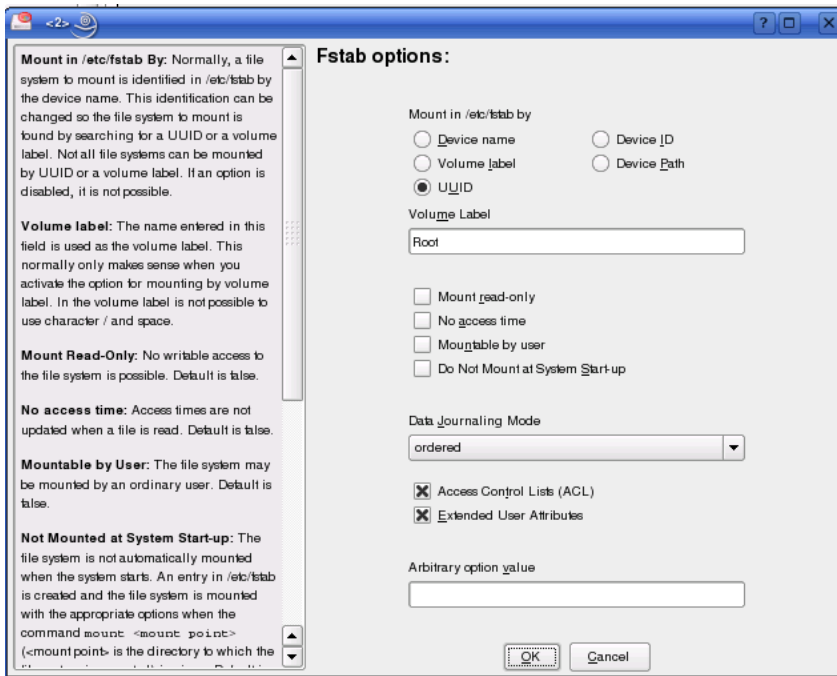 <2>
Mount in /etc/fstab By: Normally, a file
system to mount is identified in /etc/fstab by
the device name. This identification can be
changed so the file system to mount is
found by searching for a UUID or a volume
label. Not all file systems can be mounted
by UUID or a volume label. If an option is
disabled, it is not possible.
Volume label: The name entered in this
field is used as the volume label. This
normally only makes sense when you
activate the option for mounting by volume
label. In the volume label is not possible to
use character / and space.
Mount Read-Only: No writable access to
the file system is possible. Default is false.
No access time: Access times are not
updated when a file is read. Default is false.
Mountable by User: The file system may
be mounted by an ordinary user. Default is
false.
Not Mounted at System Start-up: The
file system is not automatically mounted
when the system starts. An entry in /etc/fstab
is created and the file system is mounted
with the appropriate options when the
command mount <mount point>
(<mount point> is the directory to which the
Fstab options:
Mount in /etc/fstab by
Device name
Device ID
Volume label
Device Path
UUID
Volume Label
Root
Mount read-only
No access time
Mountable by user
Do Not Mount at System Start-up
Data Journaling Mode
ordered
Access Control Lists (ACL)
Extended User Attributes
Arbitrary option value
OK
Cancel